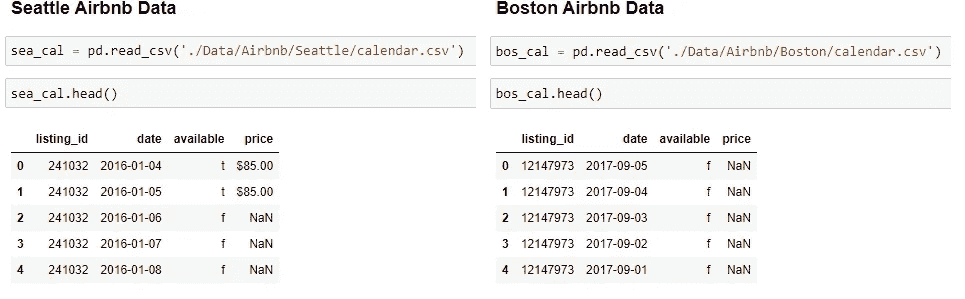 Seattle Airbnb Data
sea_cal = pd.read_csv('./Data/Airbnb/Seattle/calendar.csv')
sea_cal.head()
listing_id date available price
0 241032 2016-01-04 t $85.00
1 241032 2016-01-05 t $85.00
2 241032 2016-01-06 f NaN
3 241032 2016-01-07 f NaN
4 241032 2016-01-08 f NaN
Boston Airbnb Data
bos_cal = pd.read_csv('./Data/Airbnb/Boston/calendar.csv')
bos_cal.head()
listing_id date available price
0 12147973 2017-09-05 f NaN
1 12147973 2017-09-04 f NaN
2 12147973 2017-09-03 f NaN
3 12147973 2017-09-02 f NaN
4 12147973 2017-09-01 f NaN